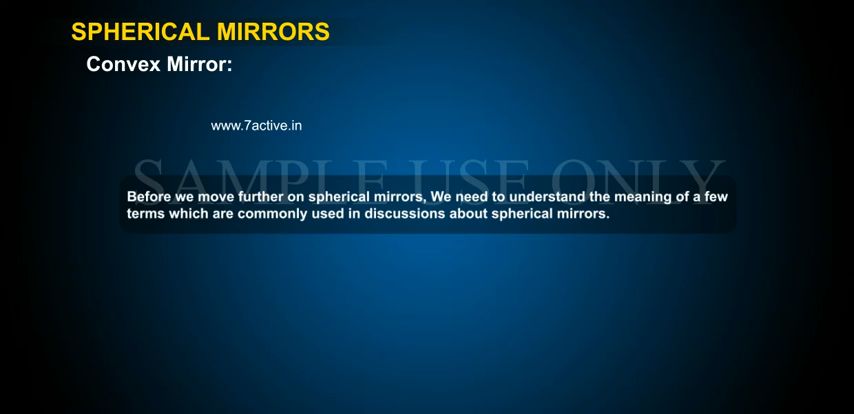 SPHERICAL MIRRORS
Convex Mirror:
www.7active.in
SAMPLE USE ONLY
Before we move further on spherical mirrors, We need to understand the meaning of a few
terms which are commonly used in discussions about spherical mirrors.